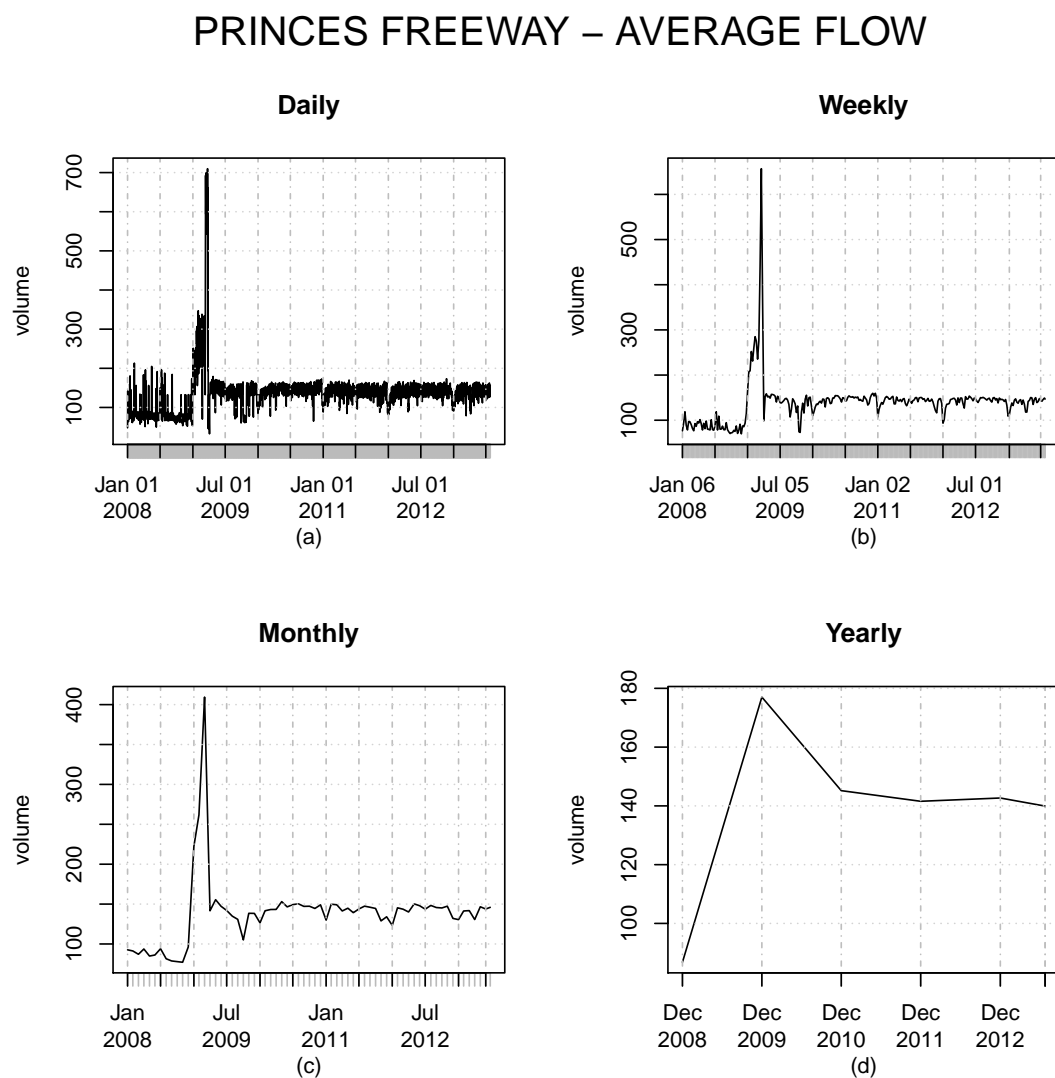 PRINCES FREEWAY – AVERAGE FLOW
Daily
volume
100 300 500 700
Jan 01 Jul 01 Jan 01 Jul 01
2008 2009 2011 2012
(a)
Weekly
volume
100 300 500
Jan 06 Jul 05 Jan 02 Jul 01
2008 2009 2011 2012
(b)
Monthly
volume
100 200 300 400
Jan Jul Jan Jul
2008 2009 2011 2012
(c)
Yearly
volume
100 120 140 160 180
Dec Dec Dec Dec Dec
2008 2009 2010 2011 2012
(d)